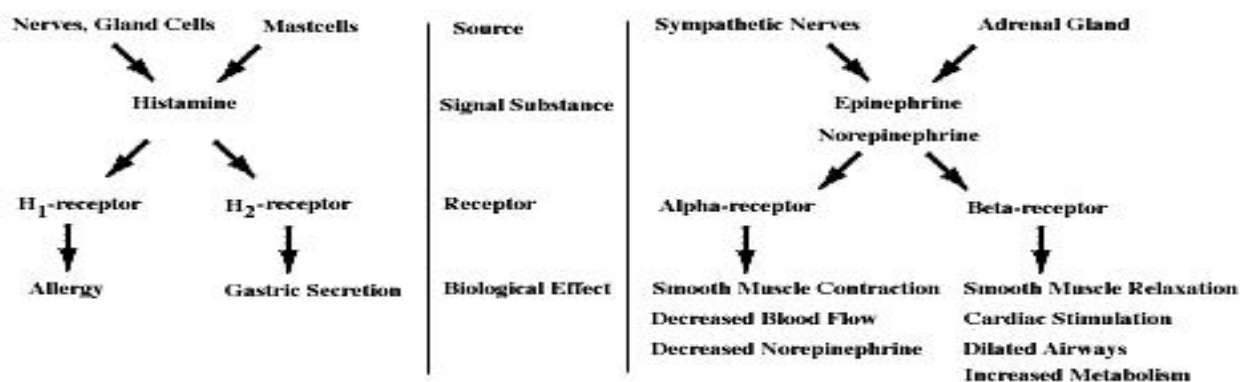 Nerves, Gland Cells
Mastcells
Source
Sympathetic Nerves
Adrenal Gland
Histamine
Signal Substance
Epinephrine
Norepinephrine
H1-receptor
H2-receptor
Receptor
Alpha-receptor
Beta-receptor
Allergy
Gastric Secretion
Biological Effect
Smooth Muscle Contraction
Smooth Muscle Relaxation
Decreased Blood Flow
Cardiac Stimulation
Decreased Norepinephrine
Dilated Airways
Increased Metabolism